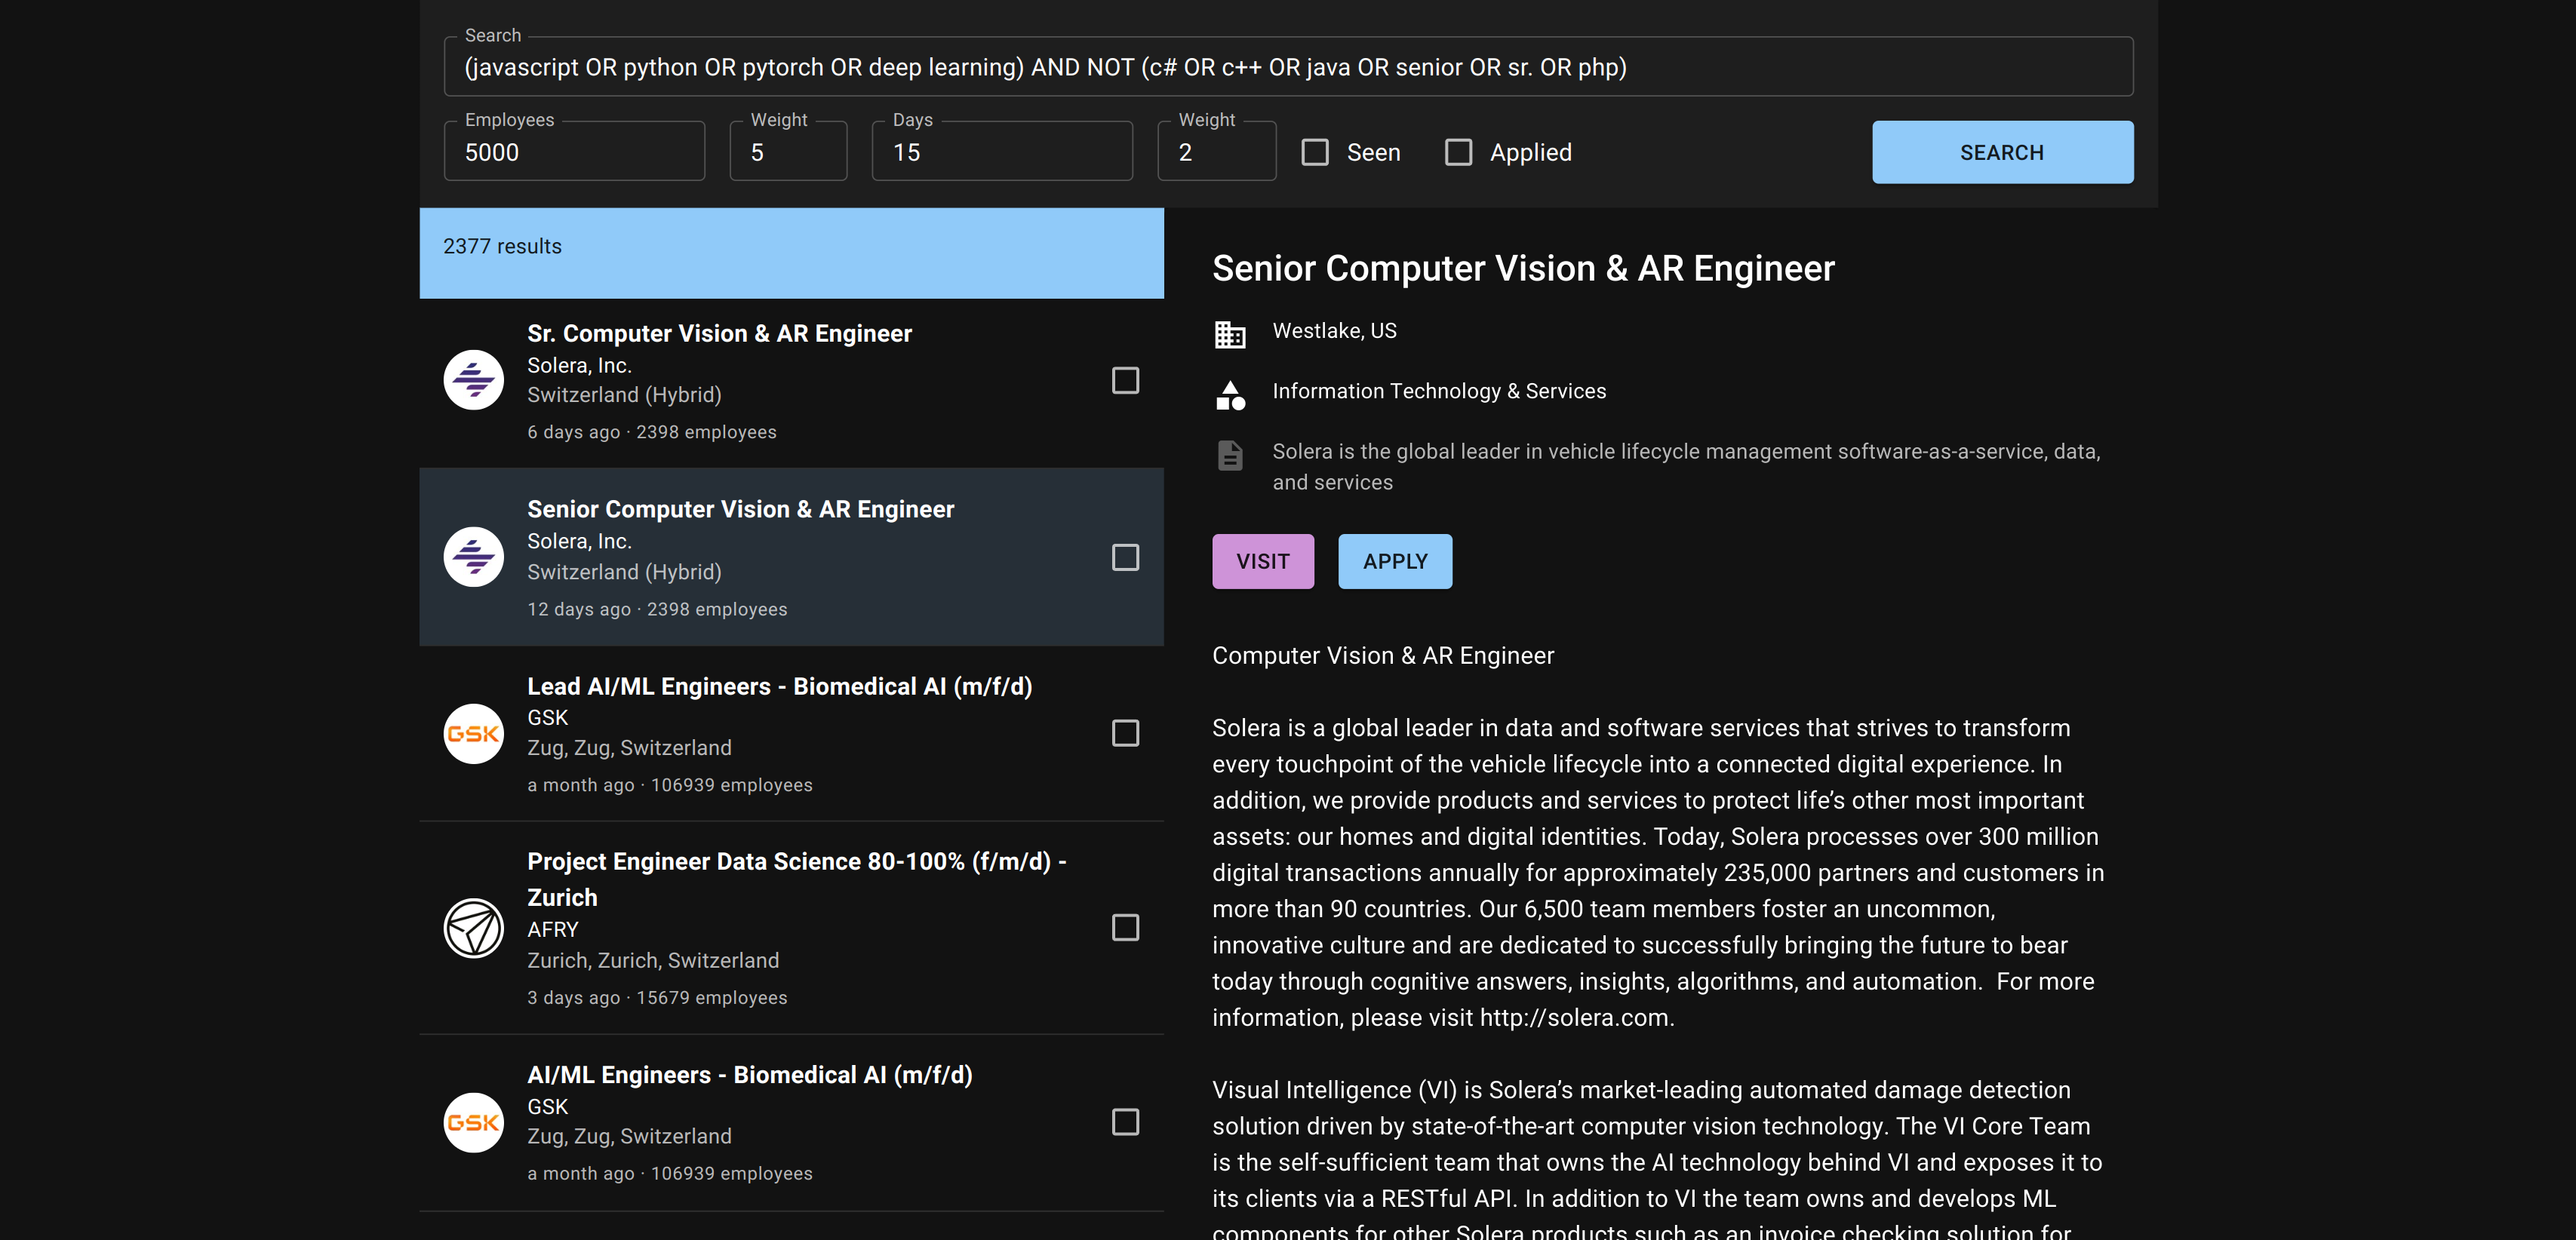 Search
(javascript OR python OR pytorch OR deep learning) AND NOT (c# OR c++ OR java OR senior OR sr. OR php)
Employees
5000
Weight
5
Days
15
Weight
2
Seen
Applied
SEARCH
2377 results
Sr. Computer Vision & AR Engineer
Solera, Inc.
Switzerland (Hybrid)
6 days ago · 2398 employees
Senior Computer Vision & AR Engineer
Solera, Inc.
Switzerland (Hybrid)
12 days ago · 2398 employees
GSK
Lead AI/ML Engineers - Biomedical AI (m/f/d)
GSK
Zug, Zug, Switzerland
a month ago · 106939 employees
Project Engineer Data Science 80-100% (f/m/d) -
Zurich
AFRY
Zurich, Zurich, Switzerland
3 days ago · 15679 employees
GSK
AI/ML Engineers - Biomedical AI (m/f/d)
GSK
Zug, Zug, Switzerland
a month ago · 106939 employees
Senior Computer Vision & AR Engineer
Westlake, US
Information Technology & Services
Solera is the global leader in vehicle lifecycle management software-as-a-service, data,
and services
VISIT
APPLY
Computer Vision & AR Engineer
Solera is a global leader in data and software services that strives to transform
every touchpoint of the vehicle lifecycle into a connected digital experience. In
addition, we provide products and services to protect life’s other most important
assets: our homes and digital identities. Today, Solera processes over 300 million
digital transactions annually for approximately 235,000 partners and customers in
more than 90 countries. Our 6,500 team members foster an uncommon,
innovative culture and are dedicated to successfully bringing the future to bear
today through cognitive answers, insights, algorithms, and automation.  For more
information, please visit http://solera.com.
Visual Intelligence (VI) is Solera’s market-leading automated damage detection
solution driven by state-of-the-art computer vision technology. The VI Core Team
is the self-sufficient team that owns the AI technology behind VI and exposes it to
its clients via a RESTful API. In addition to VI the team owns and develops ML
components for other Solera products such as an invoice checking solution for